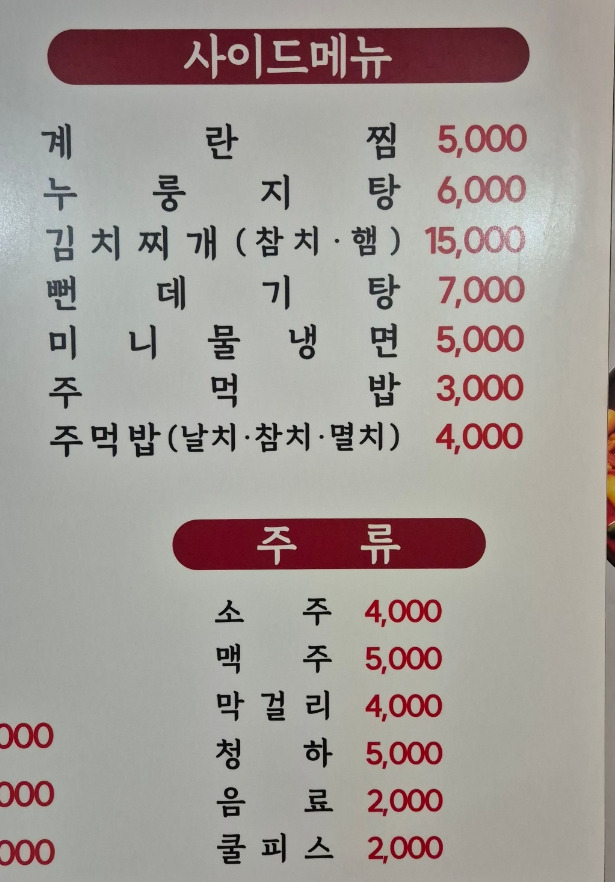 사이드메뉴
계란찜 5,000
누룽지탕 6,000
김치찌개(참치·햄) 15,000
뻔데기탕 7,000
미니물냉면 5,000
주먹밥 3,000
주먹밥(날치·참치·멸치) 4,000
주류
소주 4,000
맥주 5,000
막걸리 4,000
청하 5,000
음료 2,000
쿨피스 2,000
000
000
000